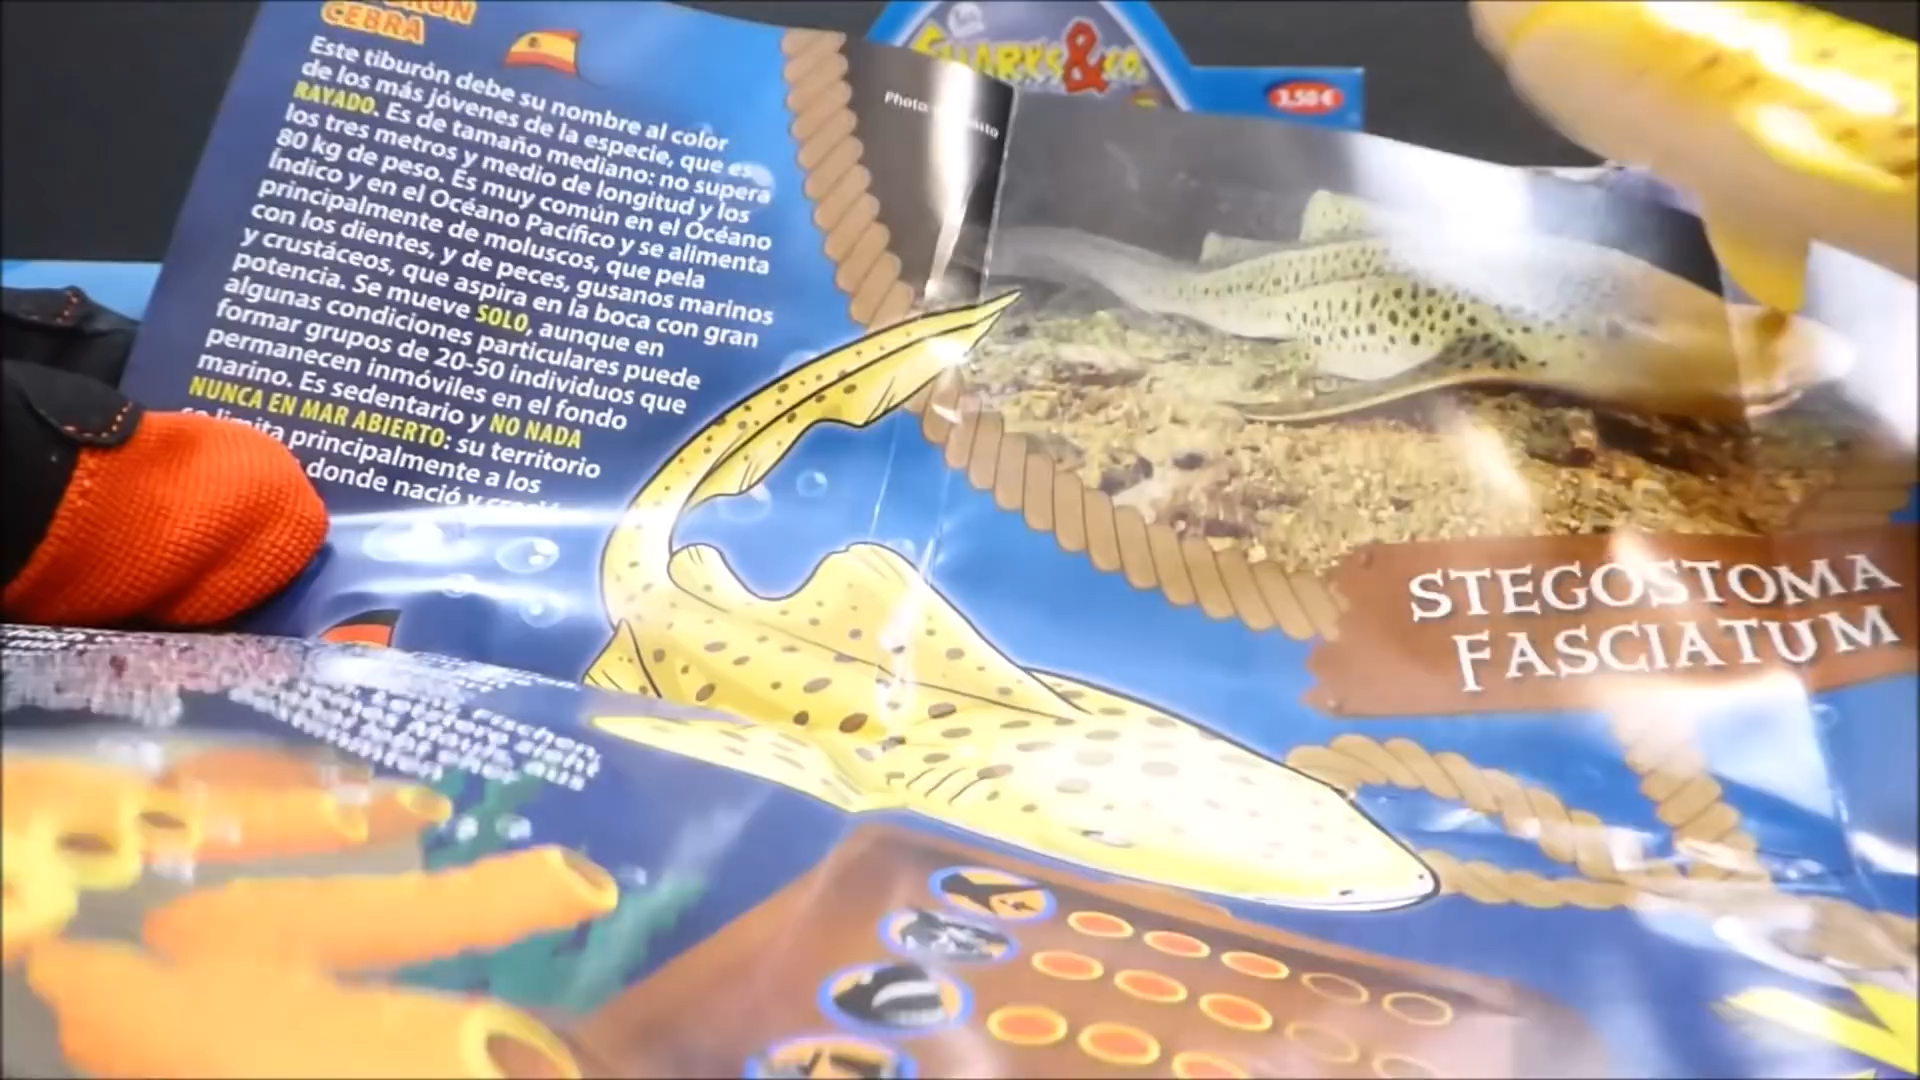 CEBRA
Este tiburón debe su nombre al color
de los más jóvenes de la especie, que es
RAYADO. Es de tamaño mediano: no supera
los tres metros y medio de longitud y los
80 kg de peso. Es muy común en el Océano
Índico y en el Océano Pacífico y se alimenta
principalmente de moluscos, que pela
con los dientes, y de peces, gusanos marinos
y crustáceos, que aspira en la boca con gran
potencia. Se mueve SOLO, aunque en
algunas condiciones particulares puede
formar grupos de 20-50 individuos que
permanecen inmóviles en el fondo
marino. Es sedentario y NO NADA
NUNCA EN MAR ABIERTO: su territorio
se limita principalmente a los
donde nació y
SHARKS & CO.
3,50 €
Photo:
STEGOSTOMA
FASCIATUM